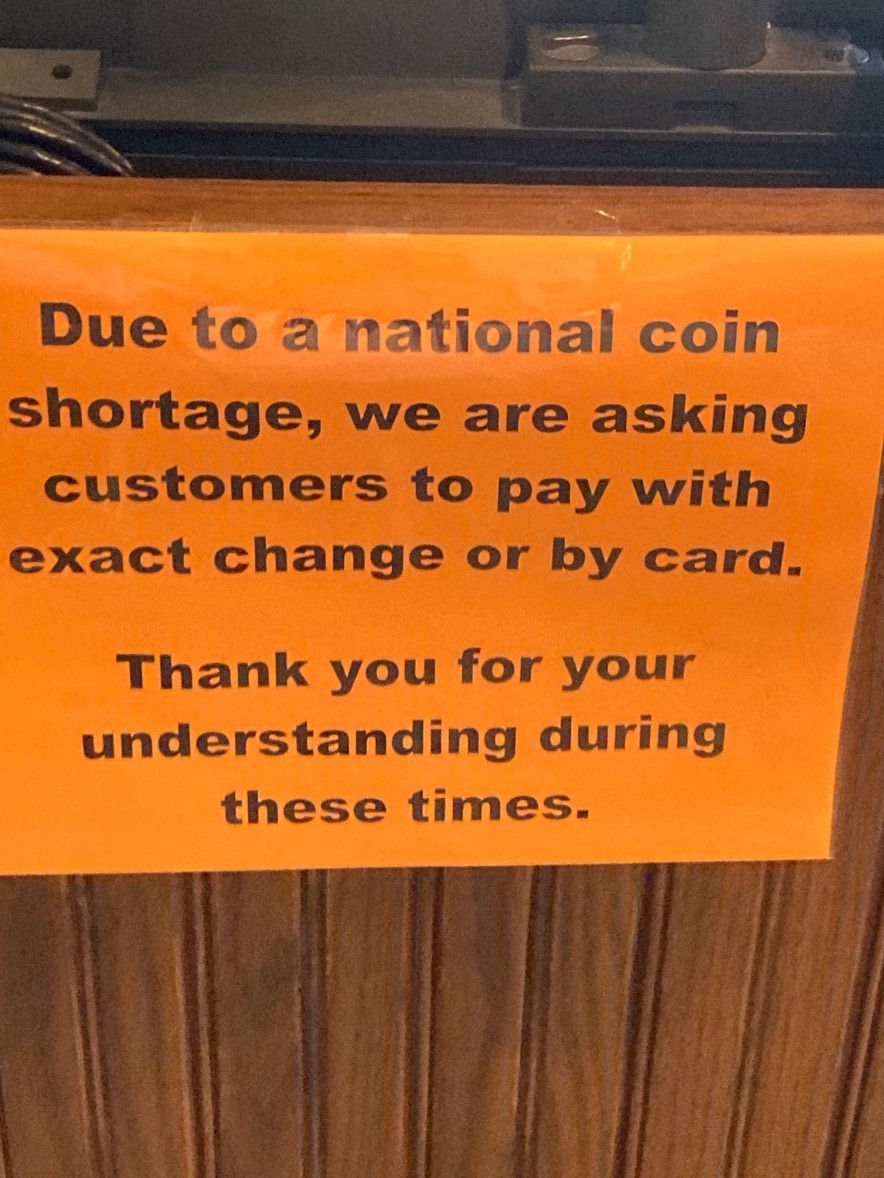 Due to a national coin
shortage, we are asking
customers to pay with
exact change or by card.
Thank you for your
understanding during
these times.